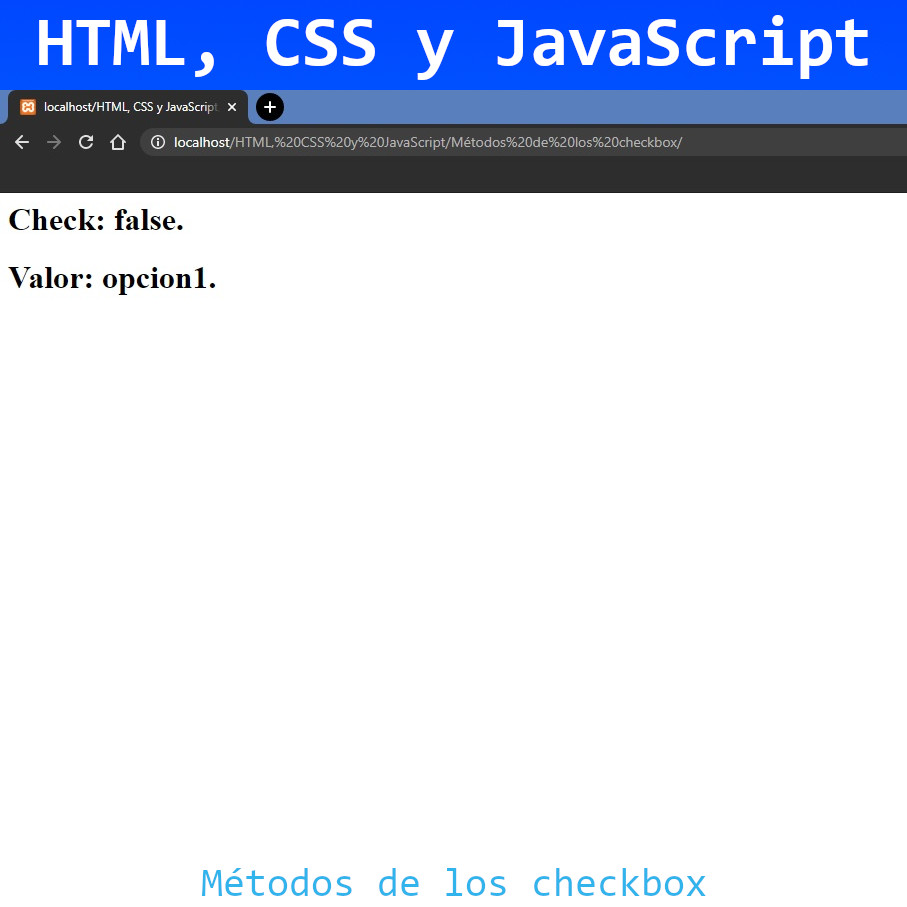 HTML, CSS y JavaScript
localhost/HTML, CSS y JavaScript
localhost/HTML,%20CSS%20y%20JavaScript/Métodos%20de%20los%20checkbox/
Check: false.
Valor: opcion1.
Métodos de los checkbox